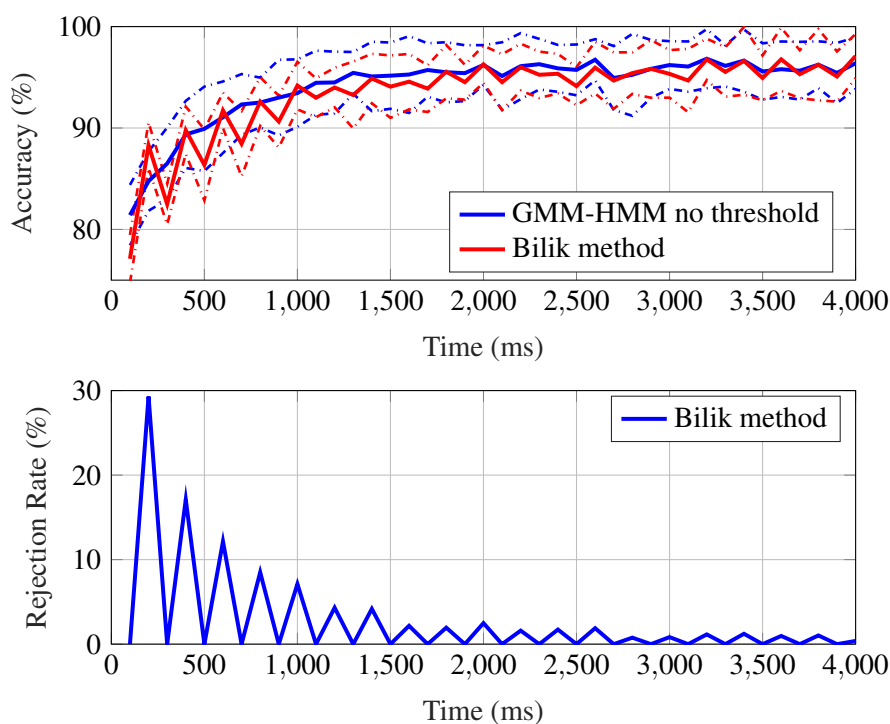 100
90
80
Accuracy (%)
GMM-HMM no threshold
Bilik method
0 500 1,000 1,500 2,000 2,500 3,000 3,500 4,000
Time (ms)
30
20
10
0
Rejection Rate (%)
Bilik method
0 500 1,000 1,500 2,000 2,500 3,000 3,500 4,000
Time (ms)